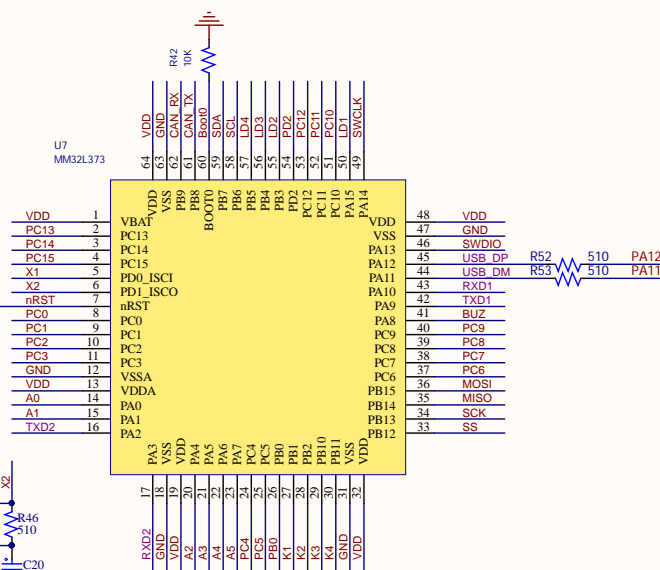 R42
10K
VDD
GND
CAN_RX
CAN_TX
Boot0
SDA
SCL
LD4
LD3
LD2
PD2
PC12
PC11
PC10
LD1
SWCLK
U7
MM32L373
64
63
62
61
60
59
58
57
56
55
54
53
52
51
50
49
VDD
VSS
PB9
PB8
BOOT0
PB7
PB6
PB5
PB4
PB3
PD2
PC12
PC11
PC10
PA15
PA14
VDD 1 VBAT
PC13 2 PC13
PC14 3 PC14
PC15 4 PC15
X1 5 PD0_ISCI
X2 6 PD1_ISCO
nRST 7 nRST
PC0 8 PC0
PC1 9 PC1
PC2 10 PC2
PC3 11 PC3
GND 12 VSSA
VDD 13 VDDA
A0 14 PA0
A1 15 PA1
TXD2 16 PA2
VDD 48 VDD
VSS 47 GND
PA13 46 SWDIO
PA12 45 USB_DP R52 510 PA12
PA11 44 USB_DM R53 510 PA11
PA10 43 RXD1
PA9 42 TXD1
PA8 41 BUZ
PC9 40 PC9
PC8 39 PC8
PC7 38 PC7
PC6 37 PC6
PB15 36 MOSI
PB14 35 MISO
PB13 34 SCK
PB12 33 SS
PA3
VSS
VDD
PA4
PA5
PA6
PA7
PC4
PC5
PB0
PB1
PB2
PB10
PB11
VSS
VDD
17
18
19
20
21
22
23
24
25
26
27
28
29
30
31
32
RXD2
GND
VDD
A2
A3
A4
A5
PC4
PC5
PB0
K1
K2
K3
K4
GND
VDD
X2
R46
510
C20